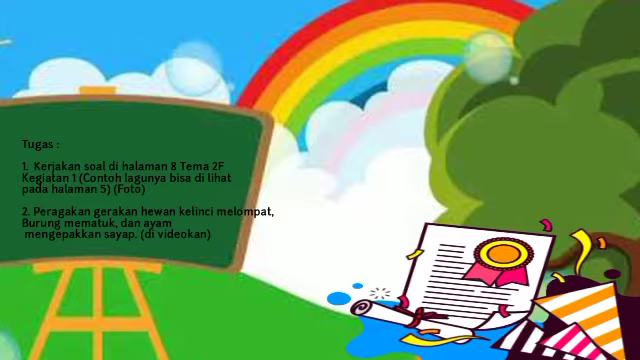 Tugas :
1. Kerjakan soal di halaman 8 Tema 2F
Kegiatan 1 (Contoh lagunya bisa di lihat
pada halaman 5) (Foto)
2. Peragakan gerakan hewan kelinci melompat,
Burung mematuk, dan ayam
mengepakkan sayap. (di videokan)